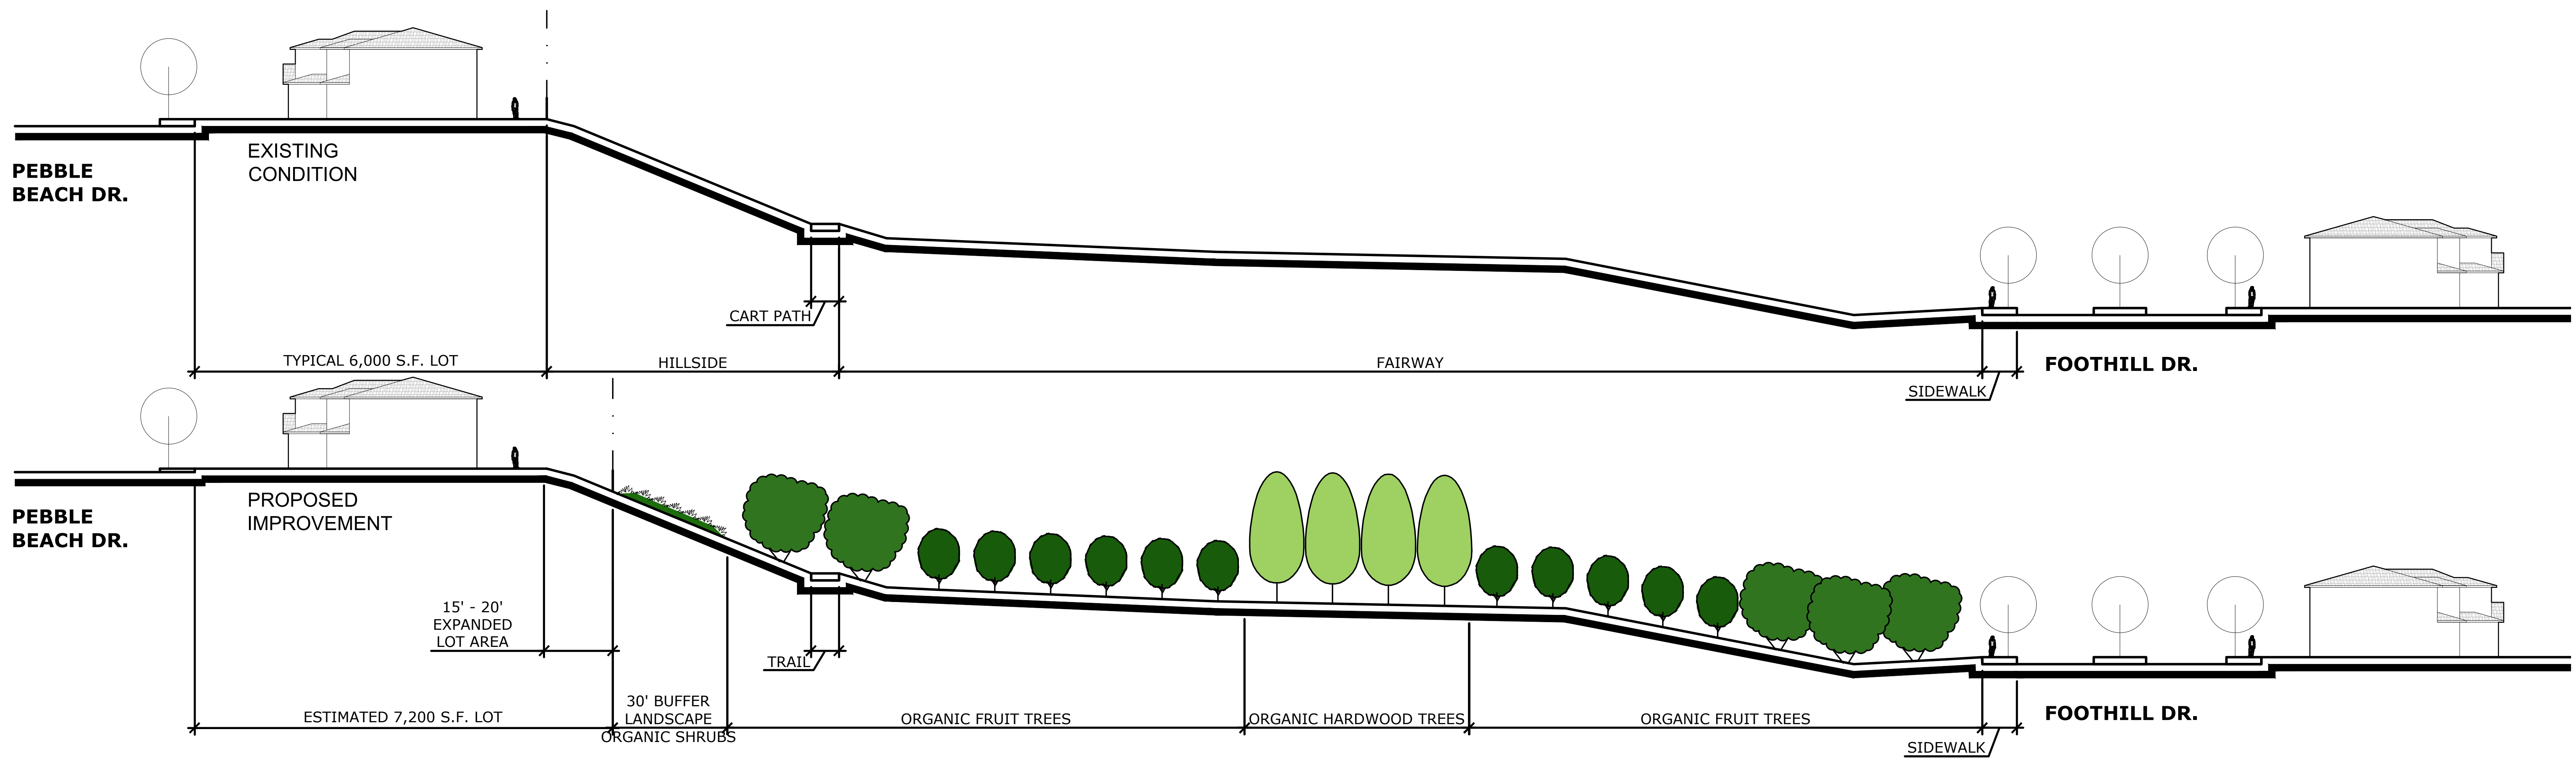 PEBBLE
BEACH DR.
EXISTING
CONDITION
CART PATH
TYPICAL 6,000 S.F. LOT
HILLSIDE
FAIRWAY
SIDEWALK
FOOTHILL DR.
PEBBLE
BEACH DR.
PROPOSED
IMPROVEMENT
15' - 20'
EXPANDED
LOT AREA
TRAIL
ESTIMATED 7,200 S.F. LOT
30' BUFFER
LANDSCAPE
ORGANIC SHRUBS
ORGANIC FRUIT TREES
ORGANIC HARDWOOD TREES
ORGANIC FRUIT TREES
SIDEWALK
FOOTHILL DR.